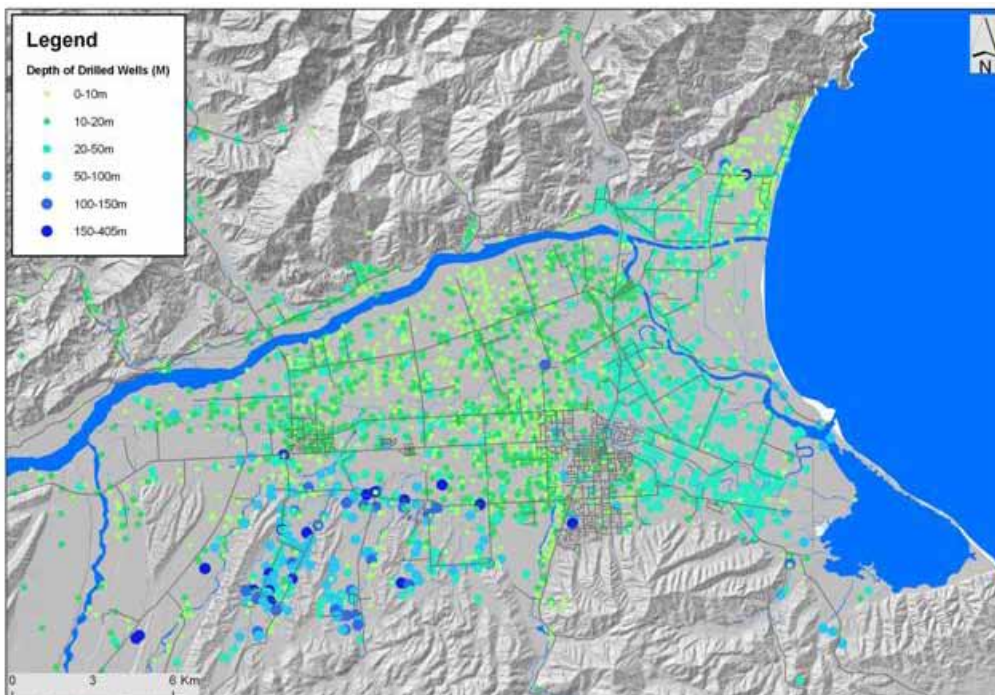 Legend
Depth of Drilled Wells (M)
0-10m
10-20m
20-50m
50-100m
100-150m
150-405m
N
0 3 6 Km